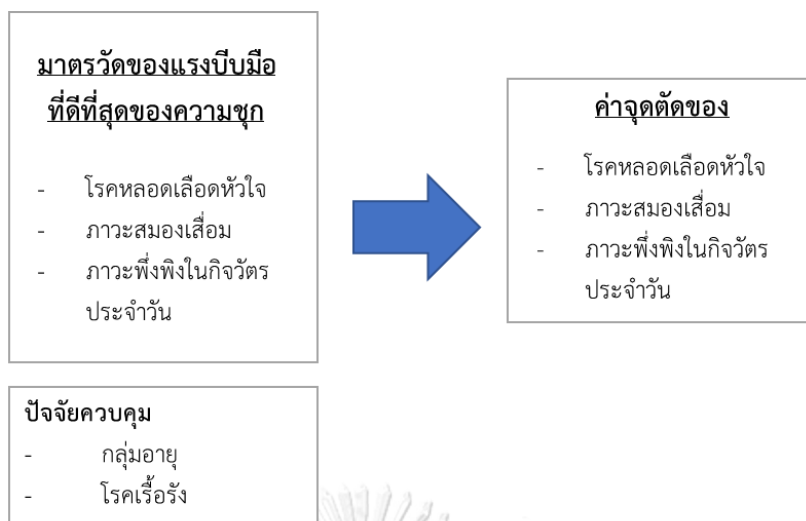 มาตรวัดของแรงบีบมือ
ที่ดีที่สุดของความชุก
- โรคหลอดเลือดหัวใจ
- ภาวะสมองเสื่อม
- ภาวะพึ่งพิงในกิจวัตร
ประจำวัน
ค่าจุดตัดของ
- โรคหลอดเลือดหัวใจ
- ภาวะสมองเสื่อม
- ภาวะพึ่งพิงในกิจวัตร
ประจำวัน
ปัจจัยควบคุม
- กลุ่มอายุ
- โรคเรื้อรัง